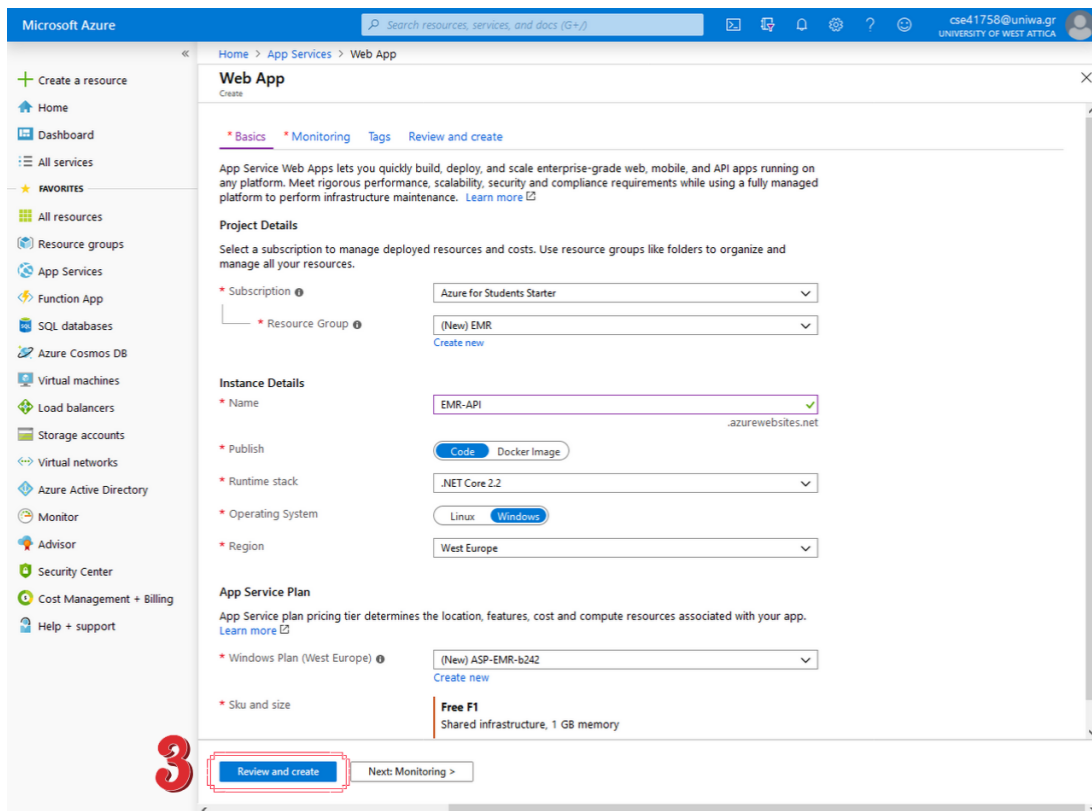 Microsoft Azure
Search resources, services, and docs (G+/)
cse41758@uniwa.gr
UNIVERSITY OF WEST ATTICA
«
Create a resource
Home
Dashboard
All services
FAVORITES
All resources
Resource groups
App Services
Function App
SQL databases
Azure Cosmos DB
Virtual machines
Load balancers
Storage accounts
Virtual networks
Azure Active Directory
Monitor
Advisor
Security Center
Cost Management + Billing
Help + support
Home > App Services > Web App
Web App
Create
* Basics * Monitoring Tags Review and create
App Service Web Apps lets you quickly build, deploy, and scale enterprise-grade web, mobile, and API apps running on
any platform. Meet rigorous performance, scalability, security and compliance requirements while using a fully managed
platform to perform infrastructure maintenance. Learn more
Project Details
Select a subscription to manage deployed resources and costs. Use resource groups like folders to organize and
manage all your resources.
* Subscription Azure for Students Starter
* Resource Group (New) EMR
Create new
Instance Details
* Name EMR-API
.azurewebsites.net
* Publish Code Docker Image
* Runtime stack .NET Core 2.2
* Operating System Linux Windows
* Region West Europe
App Service Plan
App Service plan pricing tier determines the location, features, cost and compute resources associated with your app.
Learn more
* Windows Plan (West Europe) (New) ASP-EMR-b242
Create new
* Sku and size Free F1
Shared infrastructure, 1 GB memory
3 Review and create Next: Monitoring >